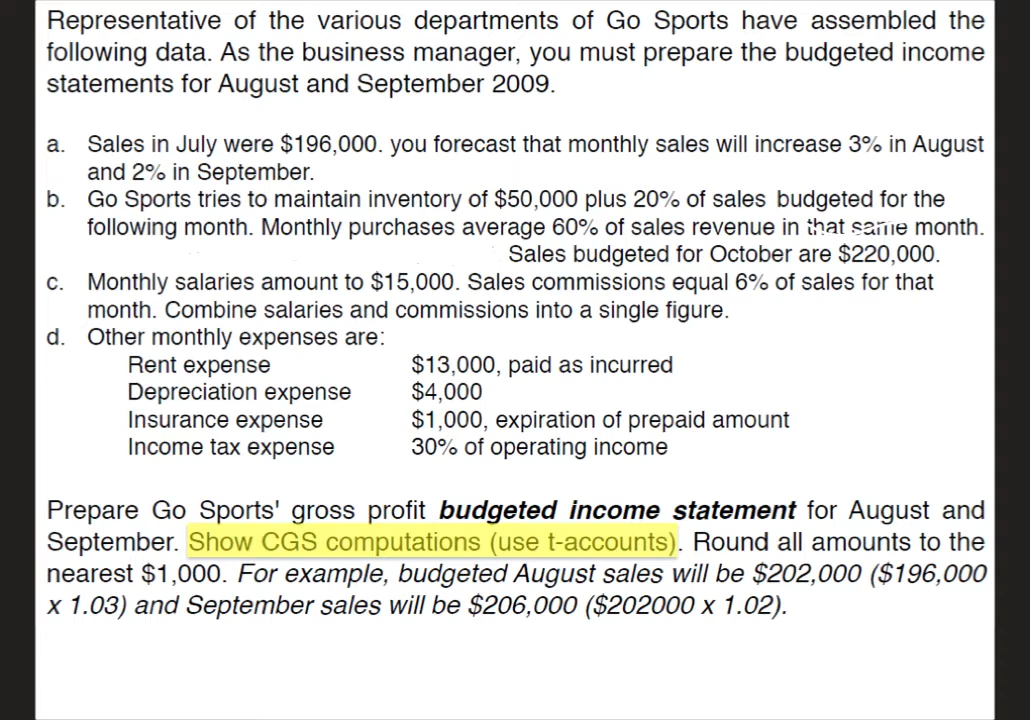 Representative of the various departments of Go Sports have assembled the
following data. As the business manager, you must prepare the budgeted income
statements for August and September 2009.
a. Sales in July were $196,000. you forecast that monthly sales will increase 3% in August
and 2% in September.
b. Go Sports tries to maintain inventory of $50,000 plus 20% of sales budgeted for the
following month. Monthly purchases average 60% of sales revenue in that same month.
Sales budgeted for October are $220,000.
c. Monthly salaries amount to $15,000. Sales commissions equal 6% of sales for that
month. Combine salaries and commissions into a single figure.
d. Other monthly expenses are:
Rent expense $13,000, paid as incurred
Depreciation expense $4,000
Insurance expense $1,000, expiration of prepaid amount
Income tax expense 30% of operating income
Prepare Go Sports' gross profit budgeted income statement for August and
September. Show CGS computations (use t-accounts). Round all amounts to the
nearest $1,000. For example, budgeted August sales will be $202,000 ($196,000
x 1.03) and September sales will be $206,000 ($202000 x 1.02).